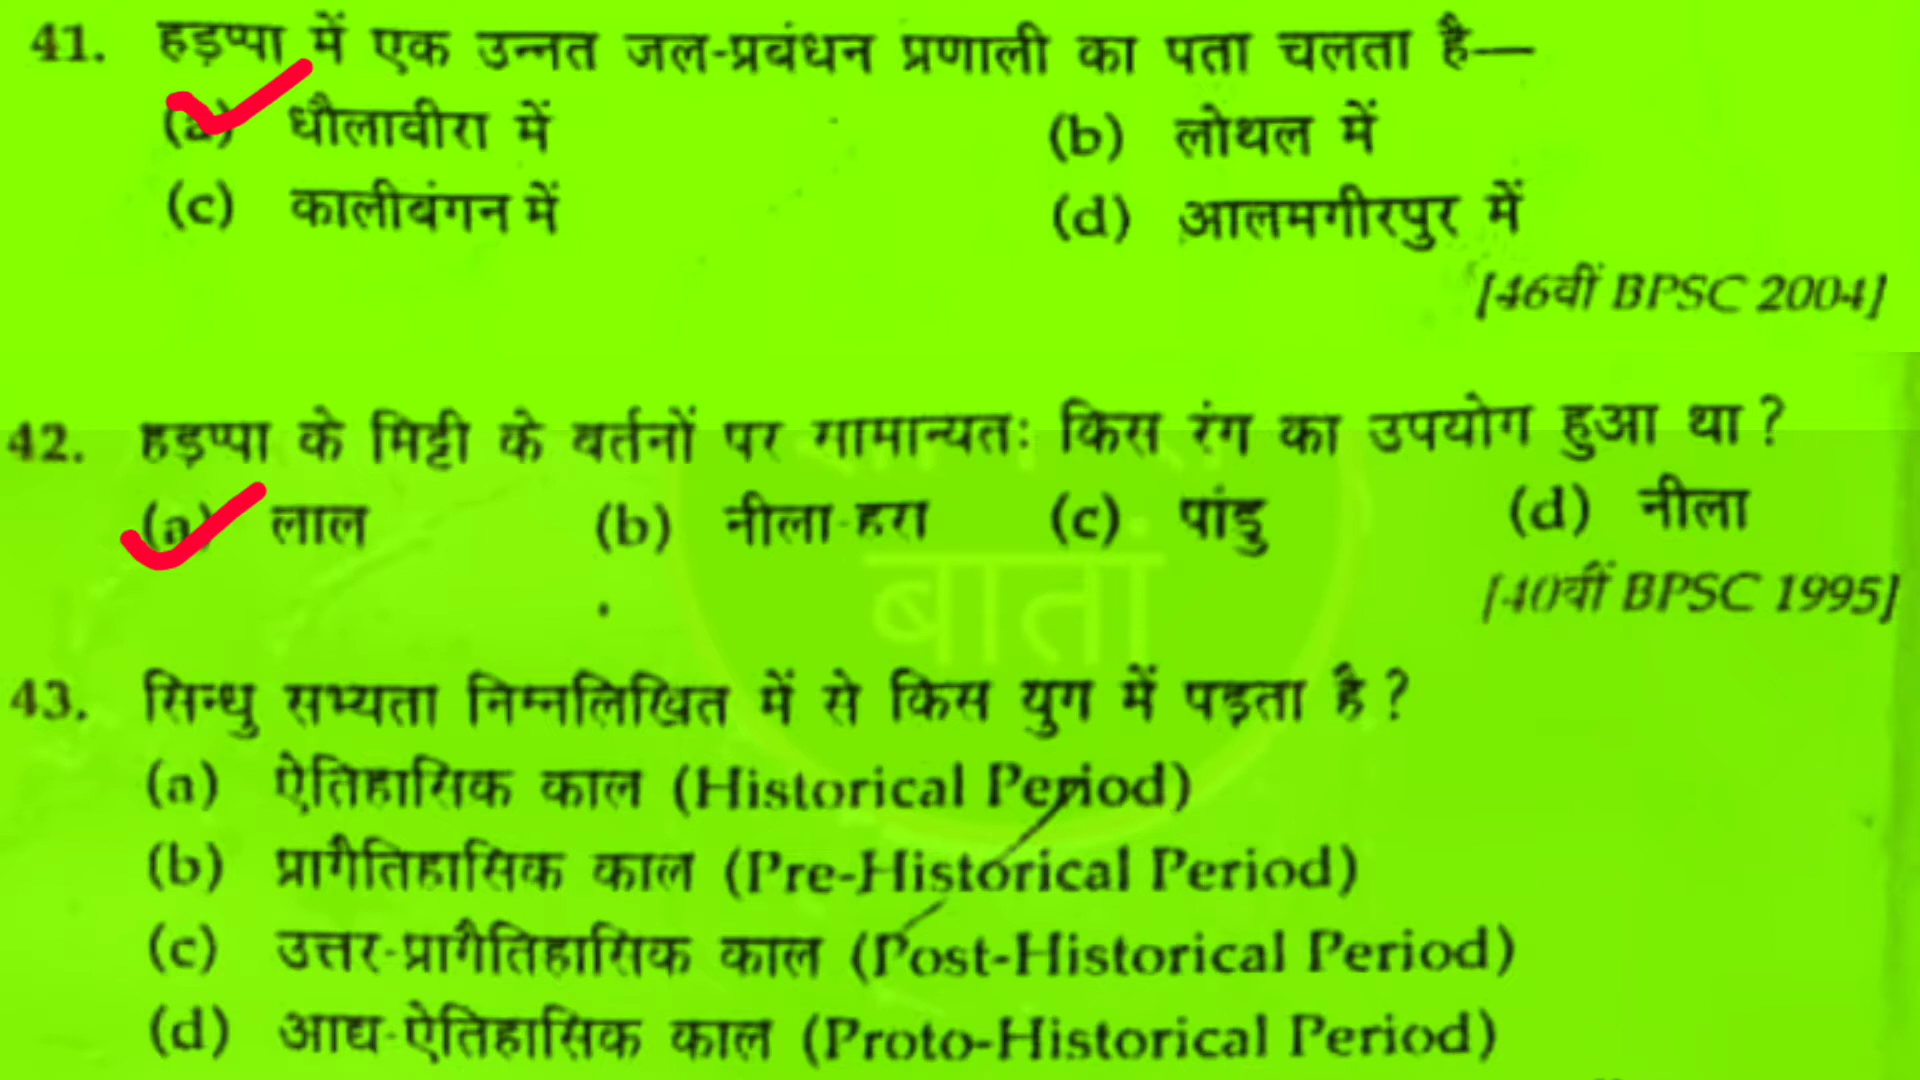 41. हड़प्पा में एक उन्नत जल-प्रबंधन प्रणाली का पता चलता है—
(a) धौलावीरा में (b) लोथल में
(c) कालीबंगन में (d) आलमगीरपुर में
[46वीं BPSC 2004]
42. हड़प्पा के मिट्टी के बर्तनों पर सामान्यतः किस रंग का उपयोग हुआ था ?
(a) लाल (b) नीला-हरा (c) पांडु (d) नीला
बातां
[40वीं BPSC 1995]
43. सिन्धु सभ्यता निम्नलिखित में से किस युग में पड़ता है ?
(a) ऐतिहासिक काल (Historical Period)
(b) प्रागैतिहासिक काल (Pre-Historical Period)
(c) उत्तर-प्रागैतिहासिक काल (Post-Historical Period)
(d) आद्य-ऐतिहासिक काल (Proto-Historical Period)